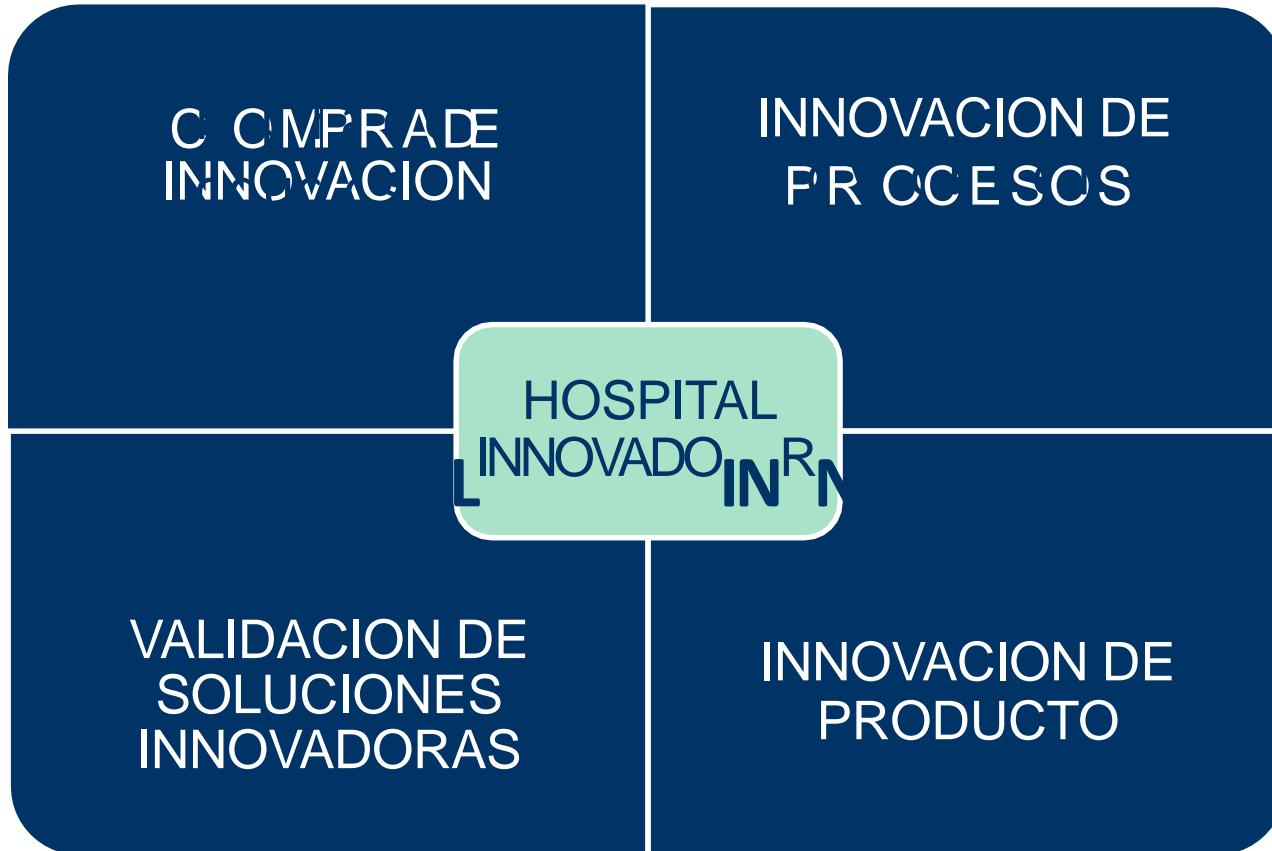 COMPRA DE
INNOVACION
INNOVACION DE
PROCESOS
HOSPITAL
INNOVADOR
VALIDACION DE
SOLUCIONES
INNOVADORAS
INNOVACION DE
PRODUCTO